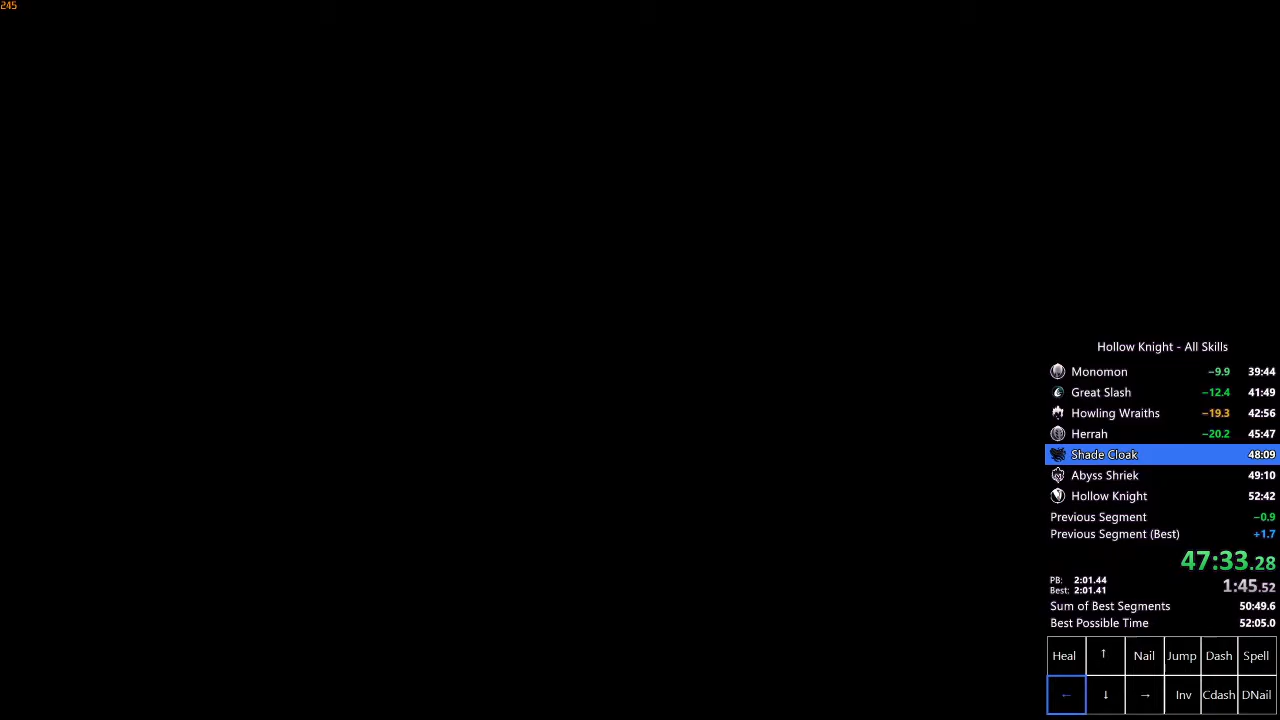 245
Hollow Knight - All Skills
Monomon −9.9 39:44
Great Slash −12.4 41:49
Howling Wraiths −19.3 42:56
Herrah −20.2 45:47
Shade Cloak 48:09
Abyss Shriek 49:10
Hollow Knight 52:42
Previous Segment −0.9
Previous Segment (Best) +1.7
47:33.28
PB: 2:01.44
Best: 2:01.41
1:45.52
Sum of Best Segments 50:49.6
Best Possible Time 52:05.0
Heal ↑ Nail Jump Dash Spell
← ↓ → Inv Cdash DNail